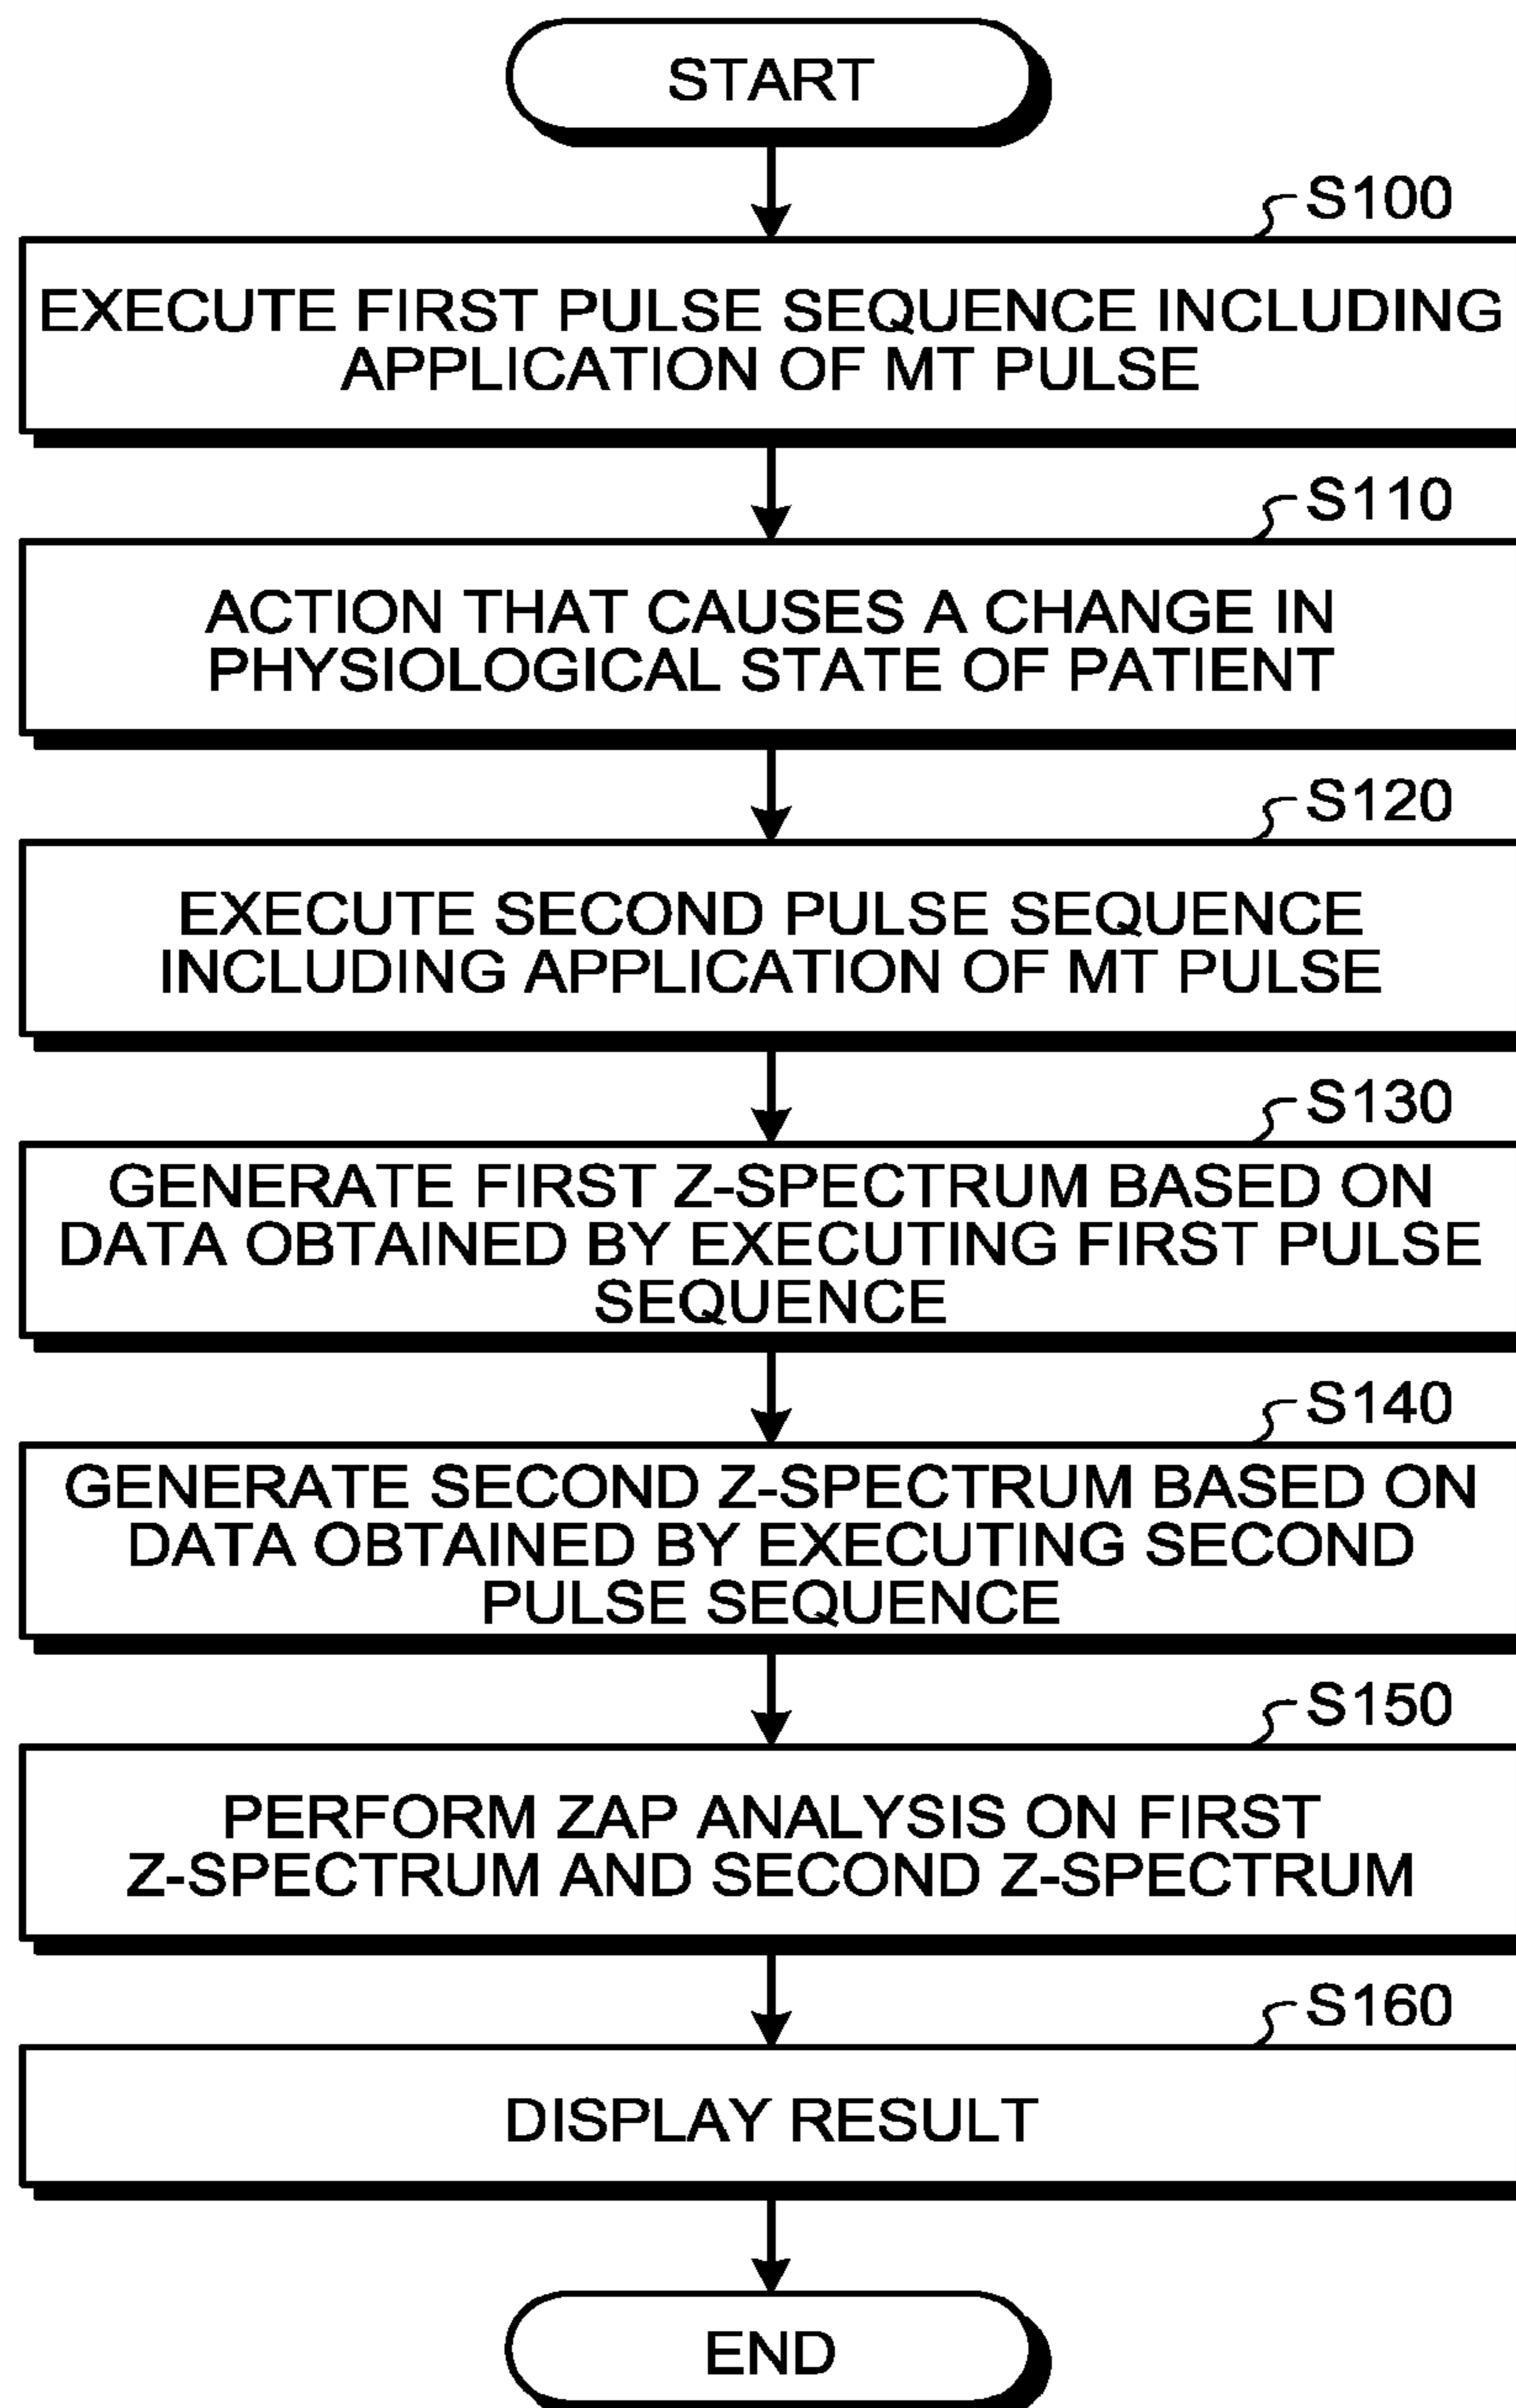 START
S100
EXECUTE FIRST PULSE SEQUENCE INCLUDING
APPLICATION OF MT PULSE
S110
ACTION THAT CAUSES A CHANGE IN
PHYSIOLOGICAL STATE OF PATIENT
S120
EXECUTE SECOND PULSE SEQUENCE
INCLUDING APPLICATION OF MT PULSE
S130
GENERATE FIRST Z-SPECTRUM BASED ON
DATA OBTAINED BY EXECUTING FIRST PULSE
SEQUENCE
S140
GENERATE SECOND Z-SPECTRUM BASED ON
DATA OBTAINED BY EXECUTING SECOND
PULSE SEQUENCE
S150
PERFORM ZAP ANALYSIS ON FIRST
Z-SPECTRUM AND SECOND Z-SPECTRUM
S160
DISPLAY RESULT
END